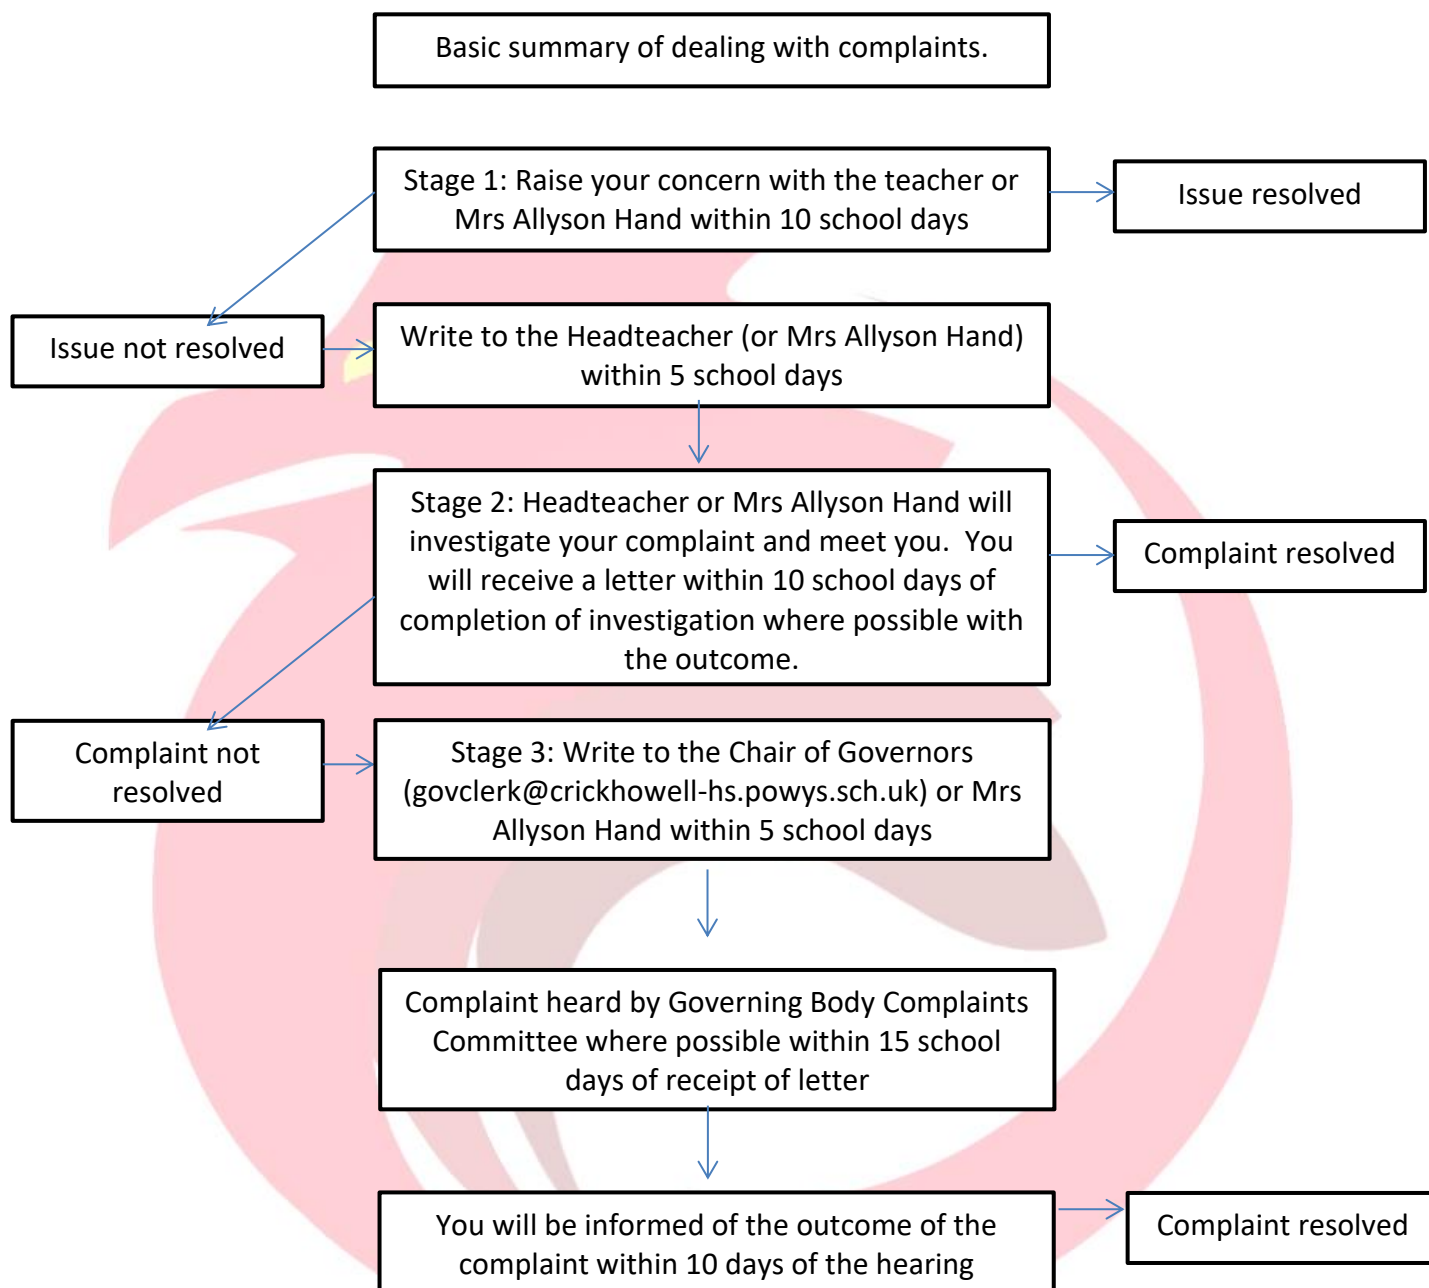 Basic summary of dealing with complaints.
Stage 1: Raise your concern with the teacher or
Mrs Allyson Hand within 10 school days
Issue resolved
Issue not resolved
Write to the Headteacher (or Mrs Allyson Hand)
within 5 school days
Stage 2: Headteacher or Mrs Allyson Hand will
investigate your complaint and meet you.  You
will receive a letter within 10 school days of
completion of investigation where possible with
the outcome.
Complaint resolved
Complaint not
resolved
Stage 3: Write to the Chair of Governors
(govclerk@crickhowell-hs.powys.sch.uk) or Mrs
Allyson Hand within 5 school days
Complaint heard by Governing Body Complaints
Committee where possible within 15 school
days of receipt of letter
You will be informed of the outcome of the
complaint within 10 days of the hearing
Complaint resolved